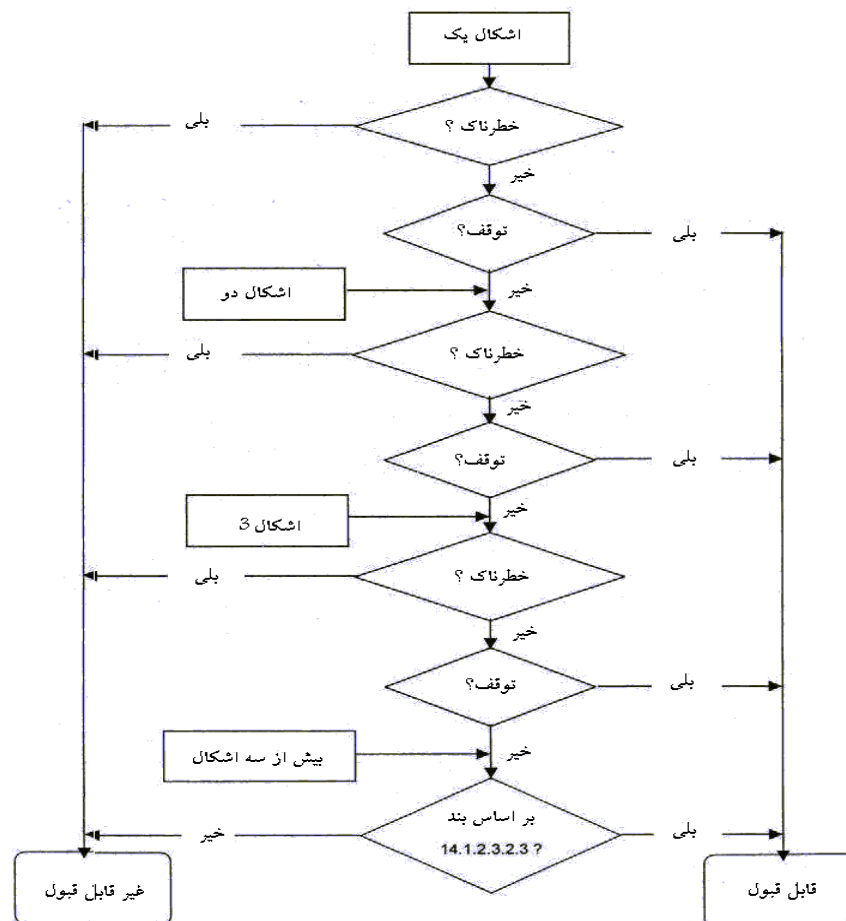 اشکال یک
خطرناک ؟
بلی
خیر
توقف؟
بلی
خیر
اشکال دو
خطرناک ؟
بلی
خیر
توقف؟
بلی
خیر
اشکال 3
خطرناک ؟
بلی
خیر
توقف؟
بلی
خیر
بیش از سه اشکال
بر اساس بند
14.1.2.3.2.3 ?
بلی
خیر
قابل قبول
غیر قابل قبول